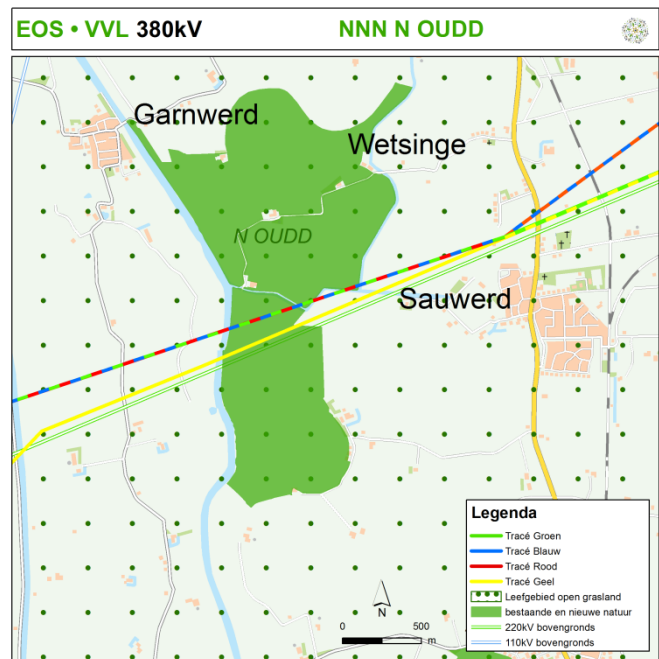 EOS • VVL 380kV NNN N OUDD
Garnwerd
Wetsinge
N OUDD
Sauwerd
Legenda
Tracé Groen
Tracé Blauw
Tracé Rood
Tracé Geel
Leefgebied open grasland
bestaande en nieuwe natuur
220kV bovengronds
110kV bovengronds
N
0 500
m